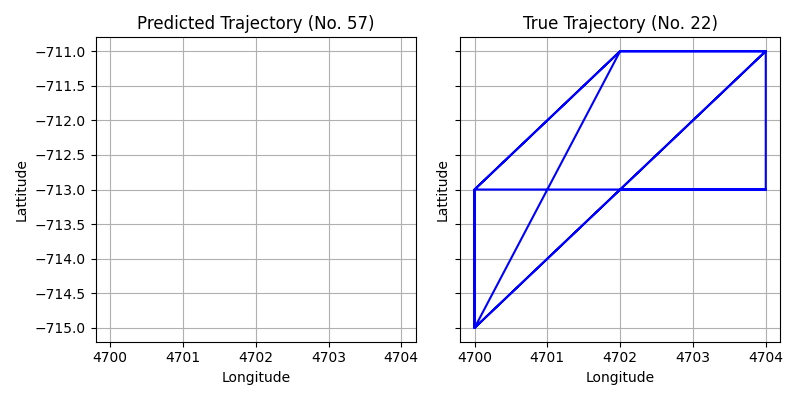 Predicted Trajectory (No. 57)
True Trajectory (No. 22)
Lattitude
−711.0
−711.5
−712.0
−712.5
−713.0
−713.5
−714.0
−714.5
−715.0
4700 4701 4702 4703 4704
Longitude
Lattitude
4700 4701 4702 4703 4704
Longitude